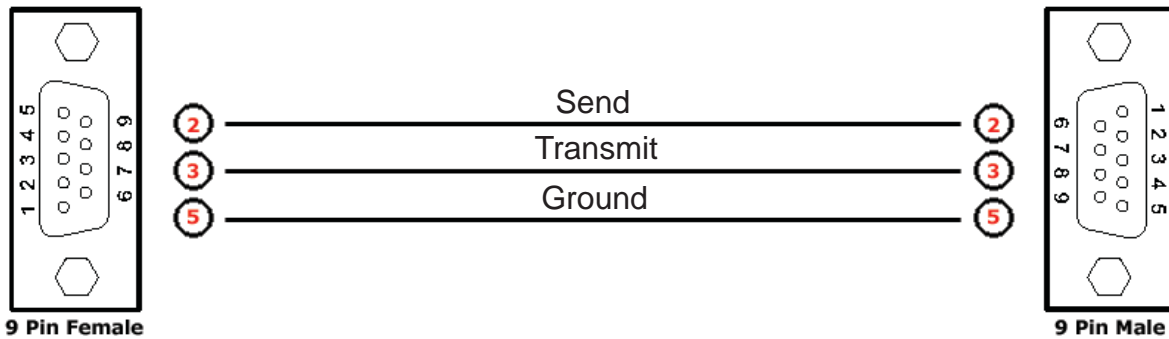 5 4 3 2 1
9 8 7 6
2 Send 2
3 Transmit 3
5 Ground 5
6 7 8 9
1 2 3 4 5
9 Pin Female
9 Pin Male